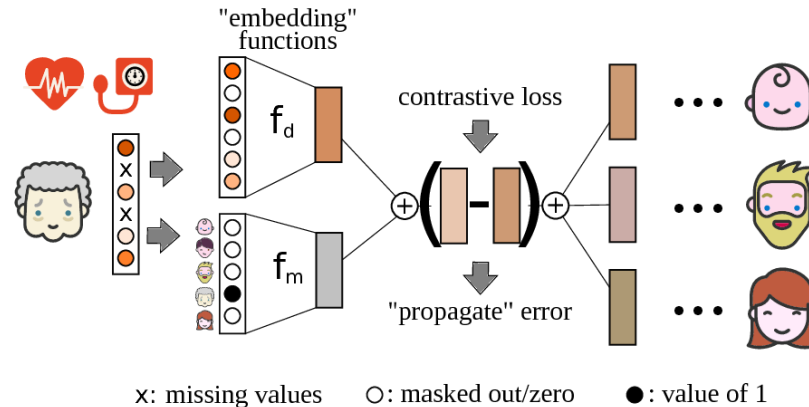 "embedding"
functions
f_d
x
x
f_m
contrastive loss
+
( - )
+
"propagate" error
x: missing values
: masked out/zero
: value of 1